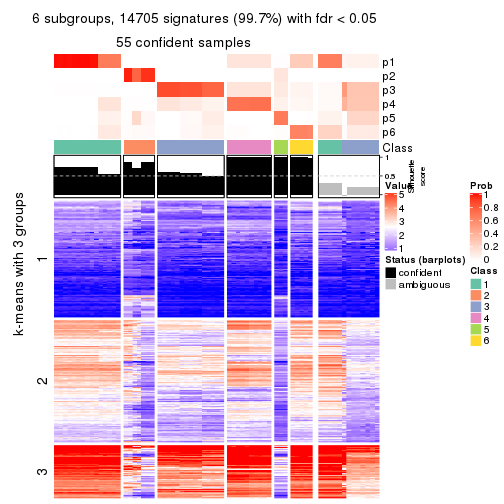 6 subgroups, 14705 signatures (99.7%) with fdr < 0.05
55 confident samples
p1
p2
p3
p4
p5
p6
Class
1
0.5
0
Silhouette
score
k-means with 3 groups
1
2
3
Value
5
4
3
2
1
Status (barplots)
confident
ambiguous
Prob
1
0.8
0.6
0.4
0.2
0
Class
1
2
3
4
5
6